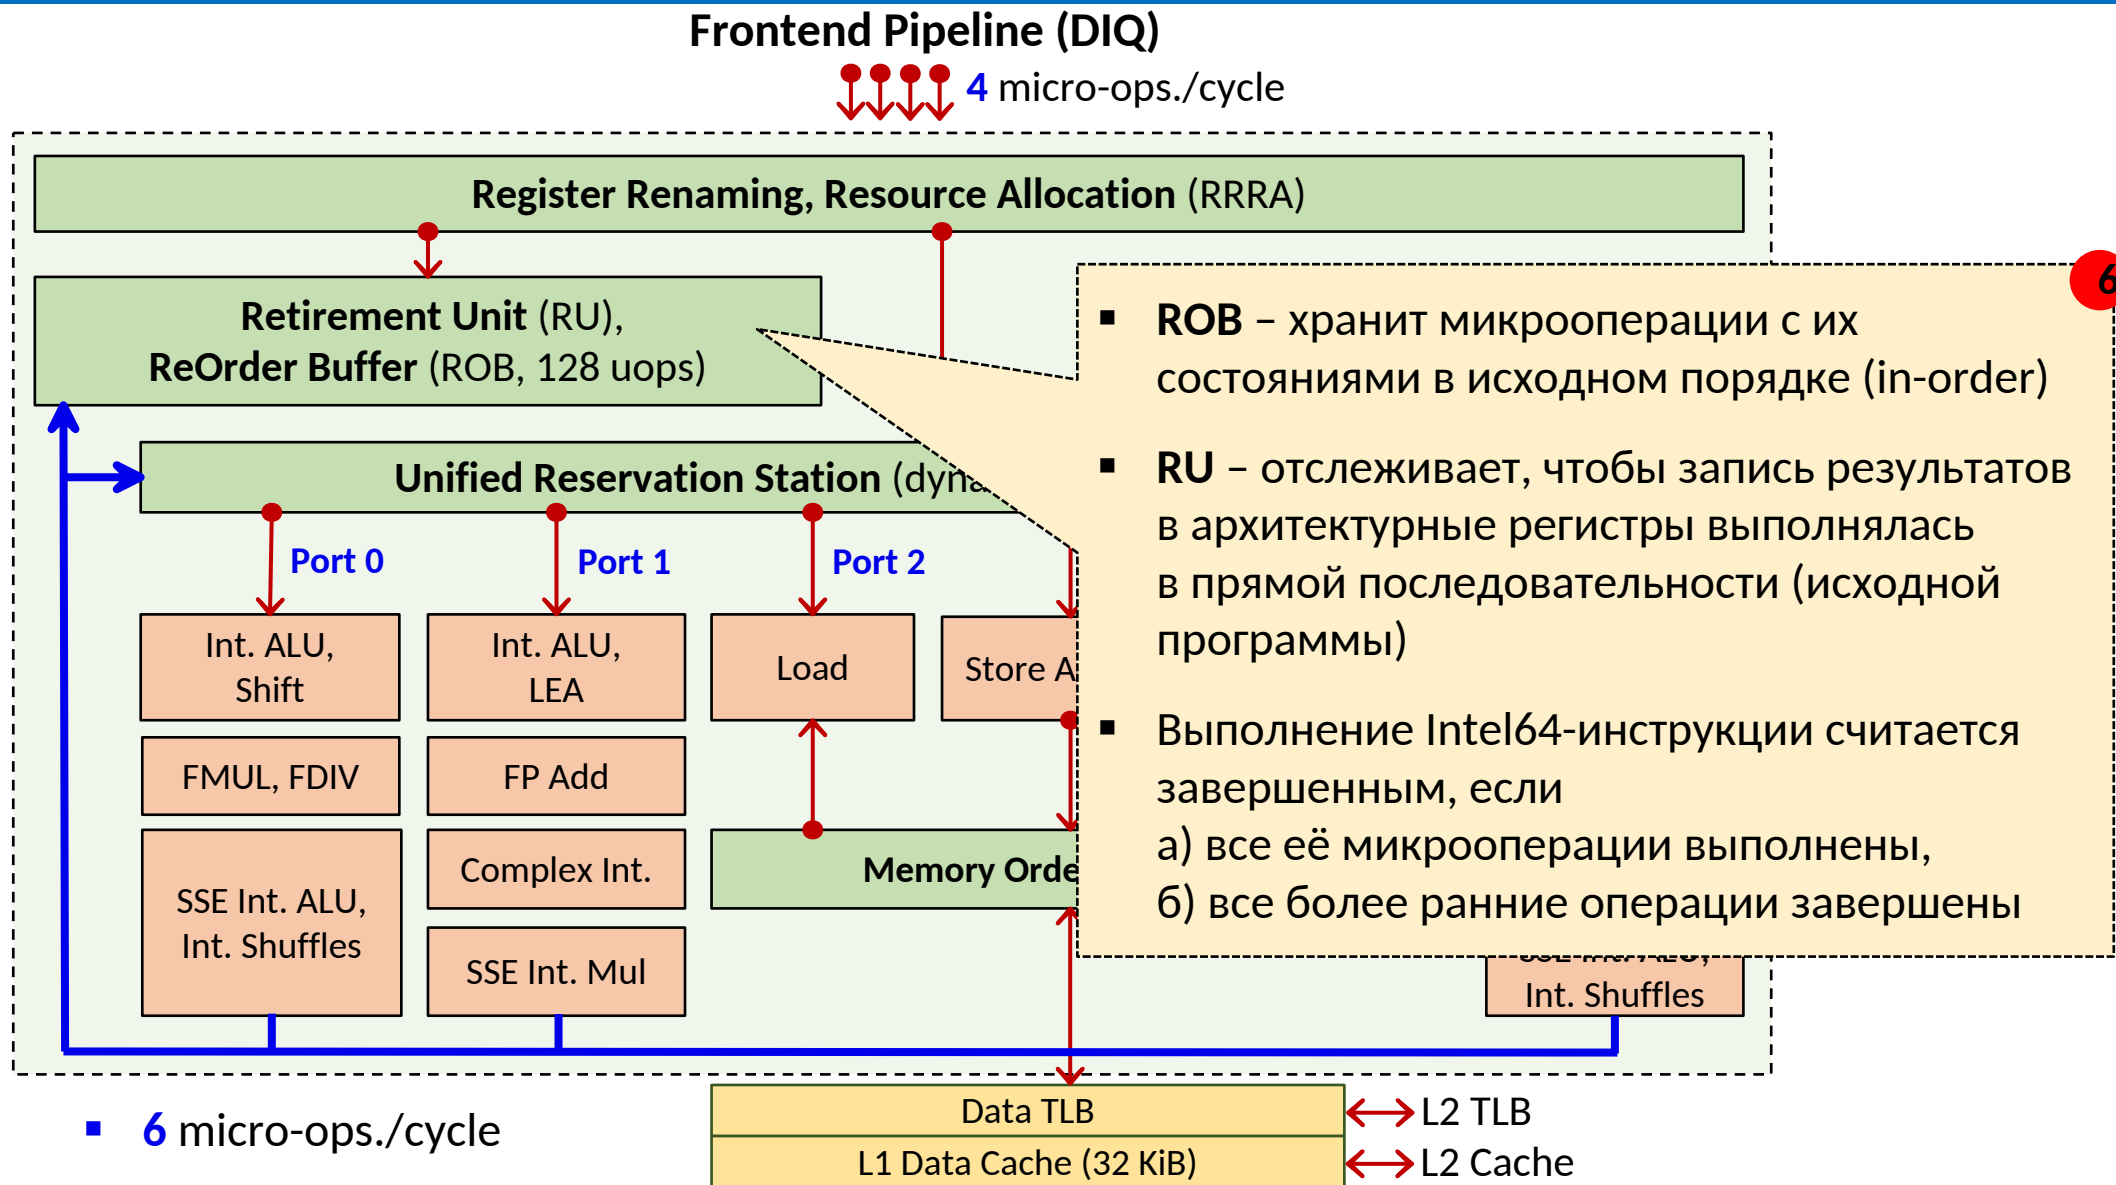 Frontend Pipeline (DIQ)
4 micro-ops./cycle
Register Renaming, Resource Allocation (RRRA)
Retirement Unit (RU),
ReOrder Buffer (ROB, 128 uops)
6
▪ ROB – хранит микрооперации с их
состояниями в исходном порядке (in-order)
▪ RU – отслеживает, чтобы запись результатов
в архитектурные регистры выполнялась
в прямой последовательности (исходной
программы)
▪ Выполнение Intel64-инструкции считается
завершенным, если
а) все её микрооперации выполнены,
б) все более ранние операции завершены
Unified Reservation Station
Port 0
Port 1
Port 2
Int. ALU,
Shift
Int. ALU,
LEA
Load
Store
FMUL, FDIV
FP Add
SSE Int. ALU,
Int. Shuffles
Complex Int.
Memory
SSE Int. Mul
Int. Shuffles
▪ 6 micro-ops./cycle
Data TLB
L2 TLB
L1 Data Cache (32 KiB)
L2 Cache